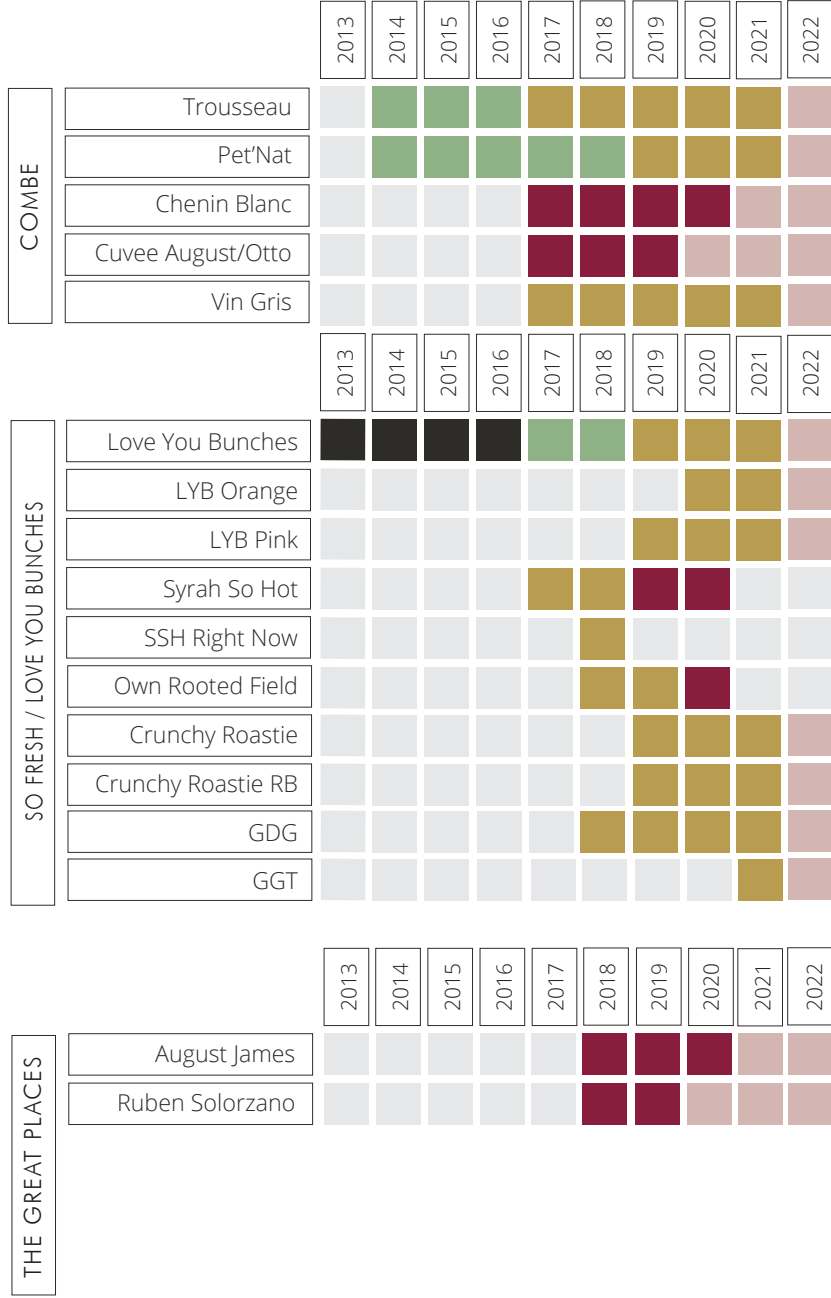 2013 2014 2015 2016 2017 2018 2019 2020 2021 2022
COMBE
Trousseau
Pet'Nat
Chenin Blanc
Cuvee August/Otto
Vin Gris
2013 2014 2015 2016 2017 2018 2019 2020 2021 2022
SO FRESH / LOVE YOU BUNCHES
Love You Bunches
LYB Orange
LYB Pink
Syrah So Hot
SSH Right Now
Own Rooted Field
Crunchy Roastie
Crunchy Roastie RB
GDG
GGT
2013 2014 2015 2016 2017 2018 2019 2020 2021 2022
THE GREAT PLACES
August James
Ruben Solorzano